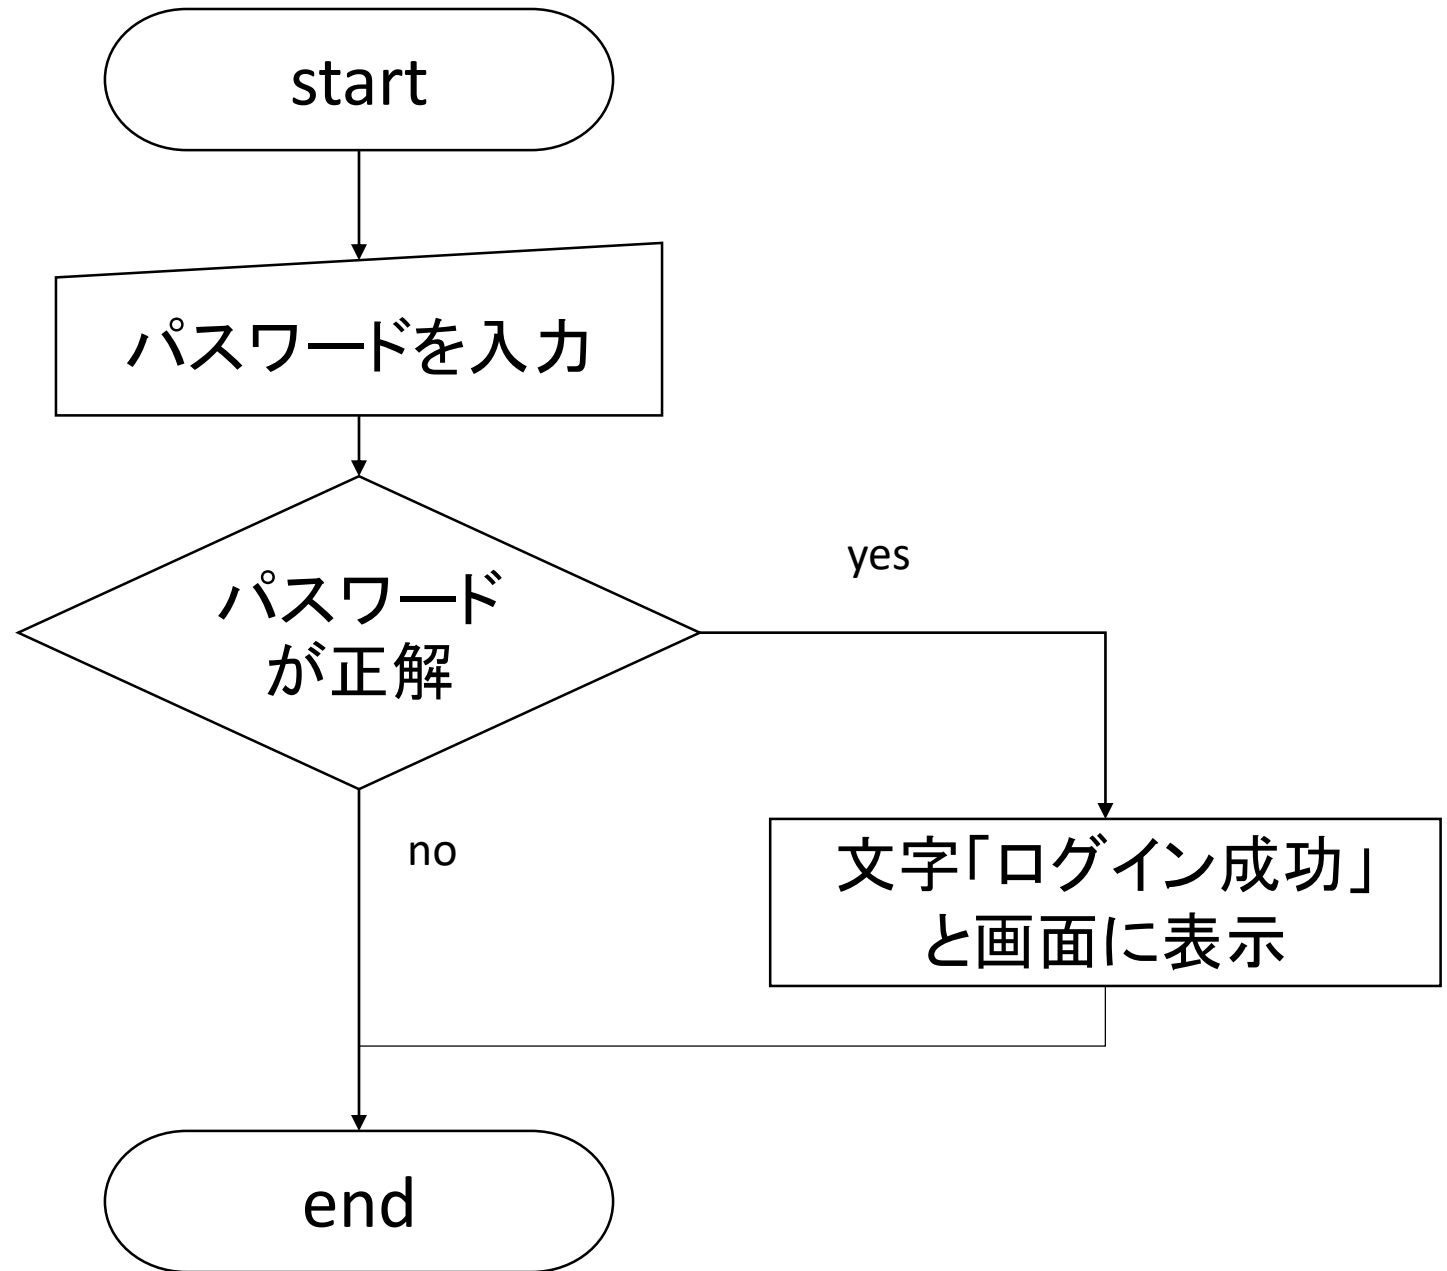 start
パスワードを入力
パスワード
が正解
yes
no
文字「ログイン成功」
と画面に表示
end